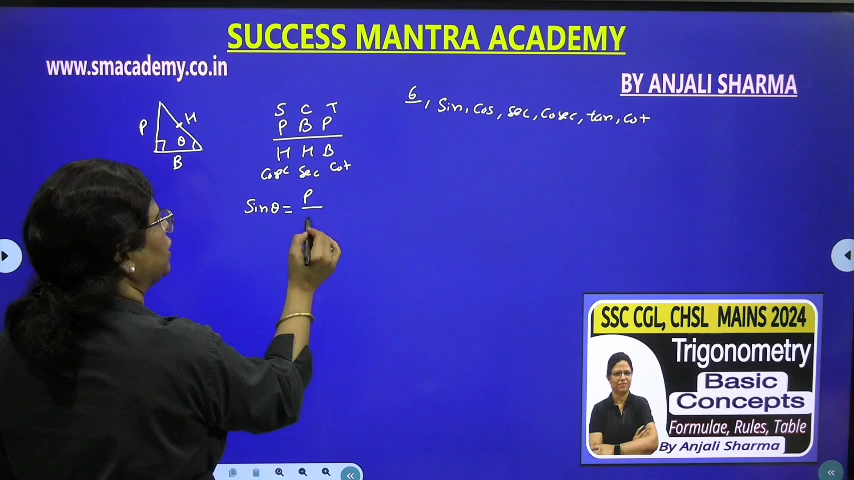 SUCCESS MANTRA ACADEMY
www.smacademy.co.in
BY ANJALI SHARMA
6, Sin, Cos, sec, Cosec, tan, Cot
P H
θ
B
S C T
P B P
H H B
Cosec Sec Cot
Sinθ = P
SSC CGL, CHSL MAINS 2024
Trigonometry
Basic
Concepts
Formulae, Rules, Table
By Anjali Sharma